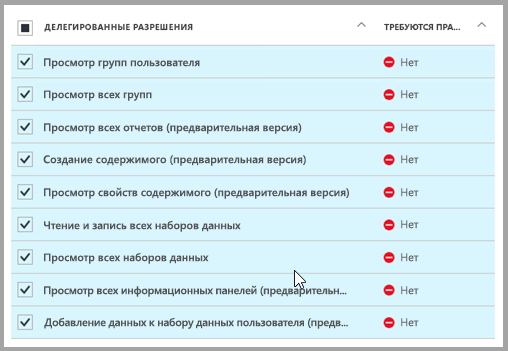 ДЕЛЕГИРОВАННЫЕ РАЗРЕШЕНИЯ ТРЕБУЮТСЯ ПРА...
Просмотр групп пользователя Нет
Просмотр всех групп Нет
Просмотр всех отчетов (предварительная версия) Нет
Создание содержимого (предварительная версия) Нет
Просмотр свойств содержимого (предварительная версия) Нет
Чтение и запись всех наборов данных Нет
Просмотр всех наборов данных Нет
Просмотр всех информационных панелей (предварительн... Нет
Добавление данных к набору данных пользователя (предв... Нет